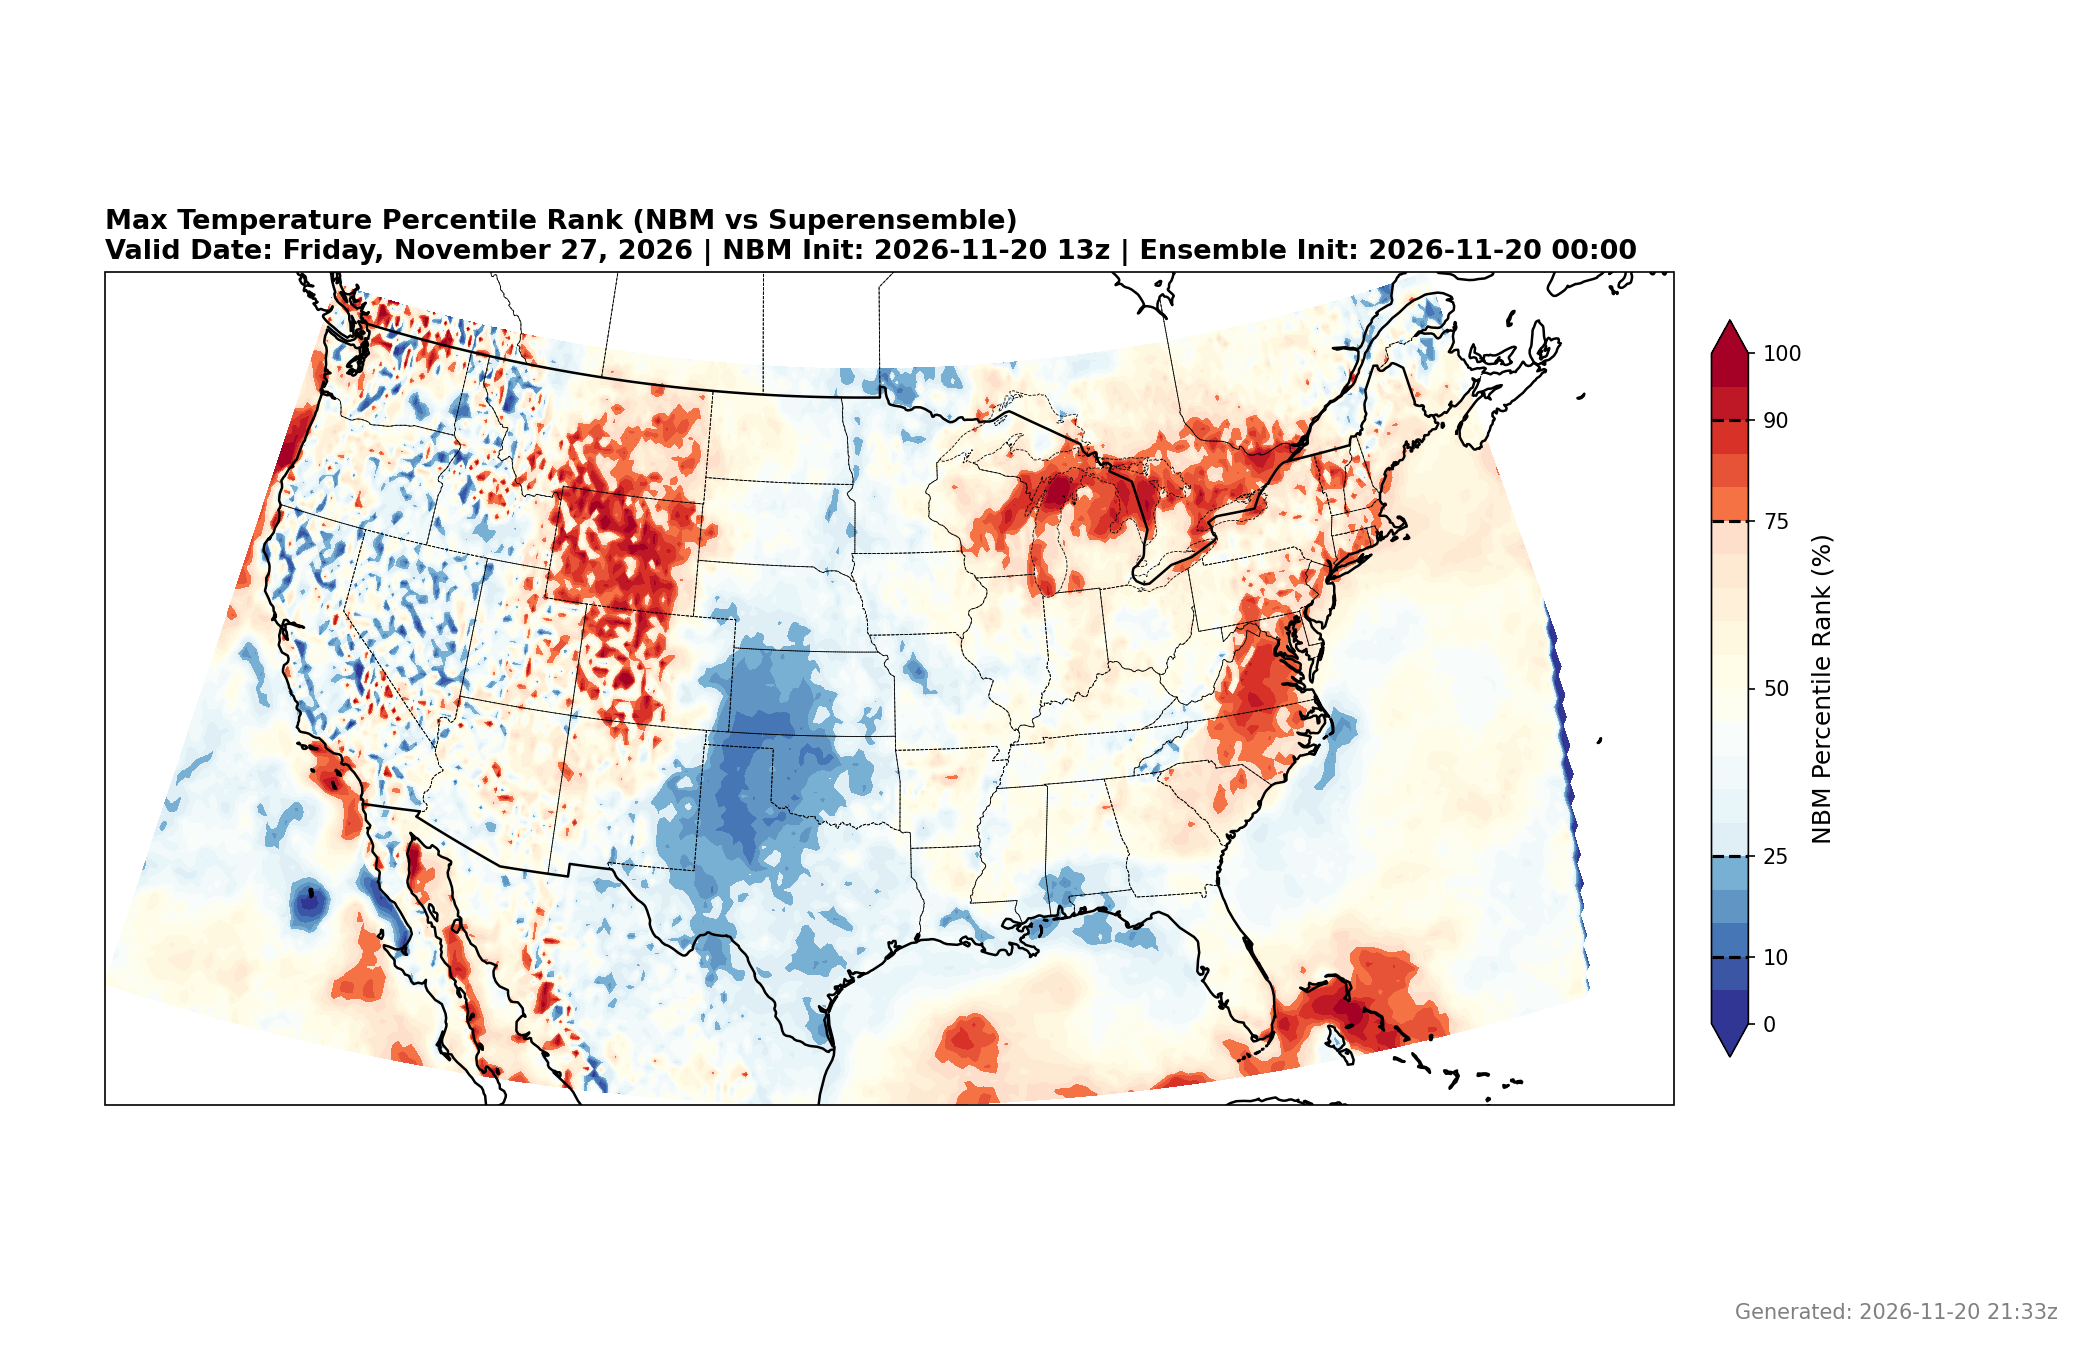 Max Temperature Percentile Rank (NBM vs Superensemble)
Valid Date: Friday, November 27, 2026 | NBM Init: 2026-11-20 13z | Ensemble Init: 2026-11-20 00:00
100
90
75
50
25
10
0
NBM Percentile Rank (%)
Generated: 2026-11-20 21:33z